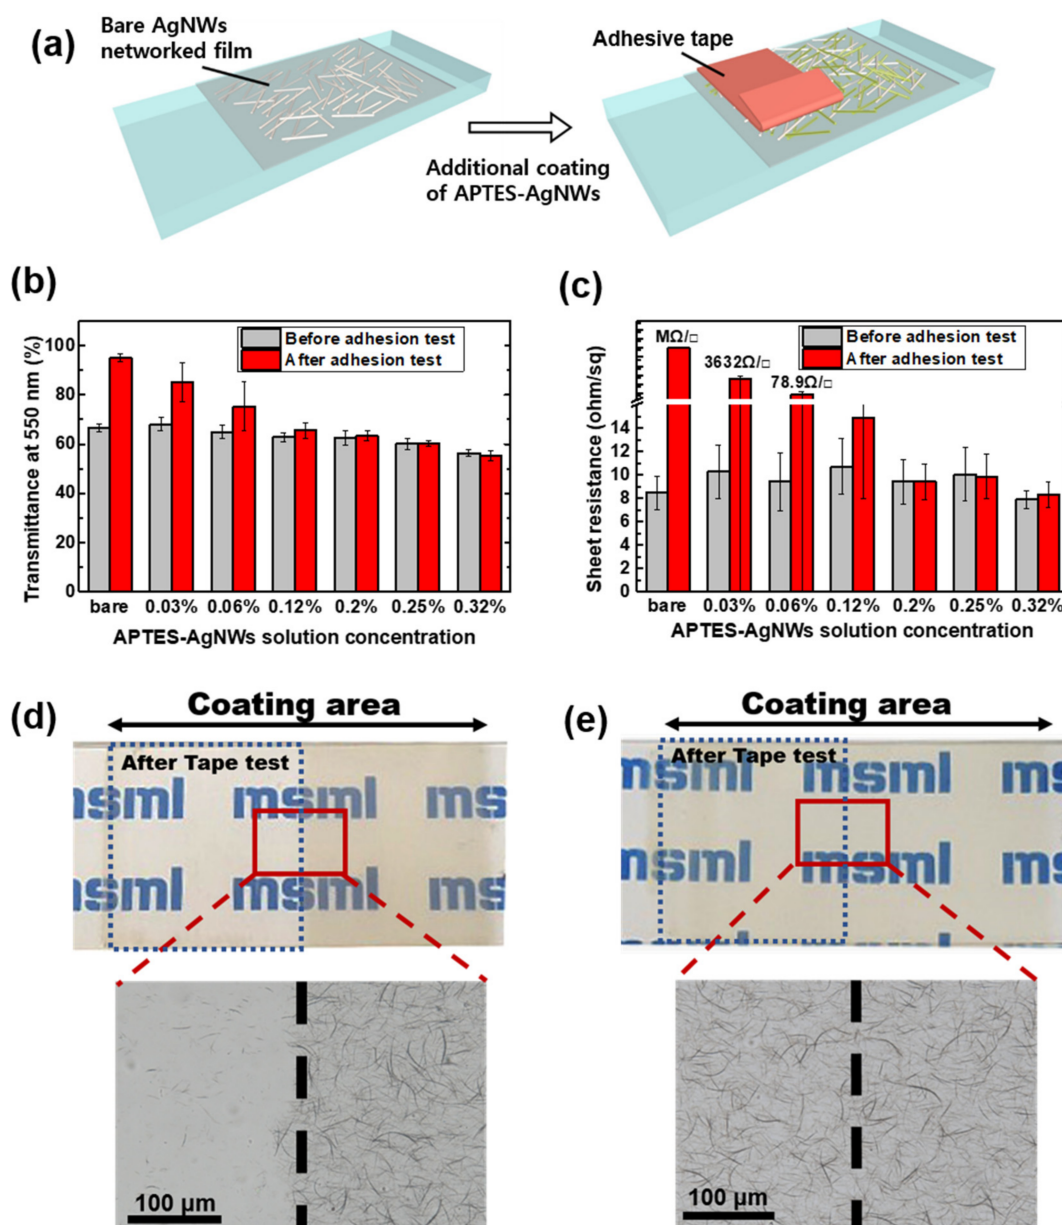 (a)
Bare AgNWs
networked film
Adhesive tape
Additional coating
of APTES-AgNWs
(b)
Transmittance at 550 nm (%)
100
80
60
40
20
0
Before adhesion test
After adhesion test
bare 0.03% 0.06% 0.12% 0.2% 0.25% 0.32%
APTES-AgNWs solution concentration
(c)
Sheet resistance (ohm/sq)
14
12
10
8
6
4
2
0
MΩ/□
3632Ω/□
78.9Ω/□
Before adhesion test
After adhesion test
bare 0.03% 0.06% 0.12% 0.2% 0.25% 0.32%
APTES-AgNWs solution concentration
(d)
Coating area
After Tape test
msml msml ms
msml msml ms
100 μm
(e)
Coating area
After Tape test
msml msml ms
msml msml ms
100 μm